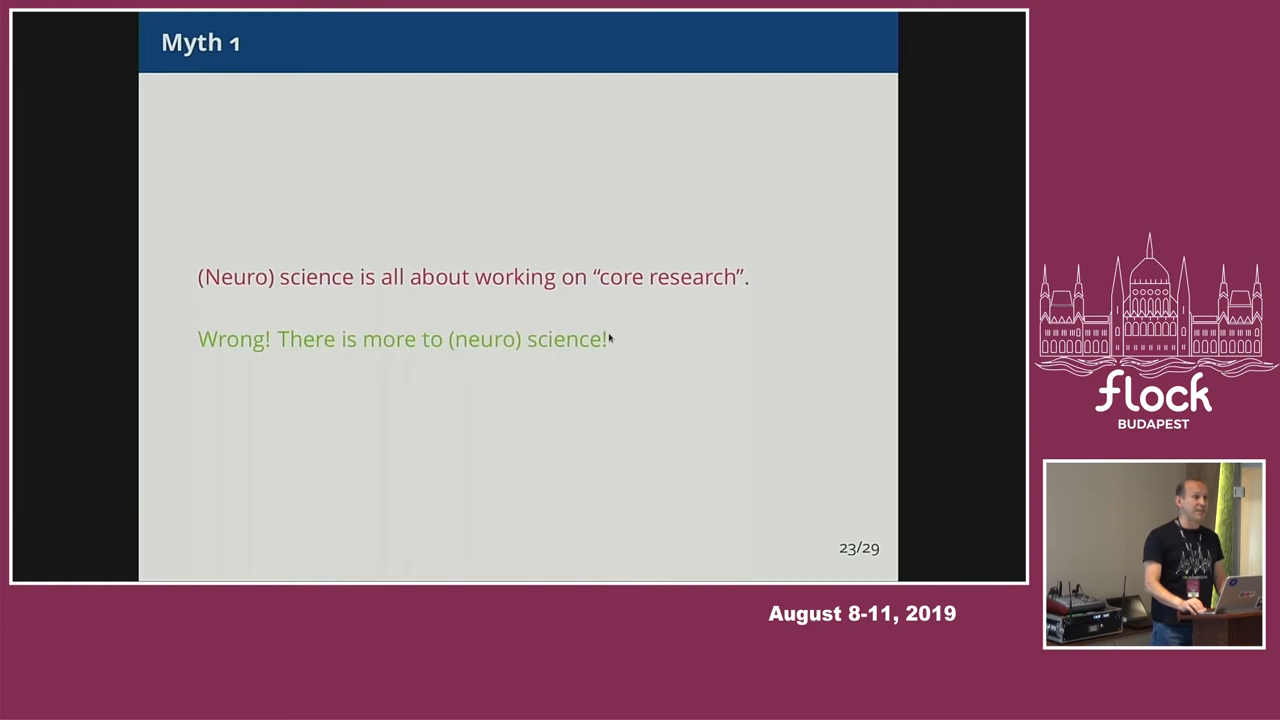 Myth 1
(Neuro) science is all about working on “core research”.
Wrong! There is more to (neuro) science!
23/29
flock
BUDAPEST
August 8-11, 2019